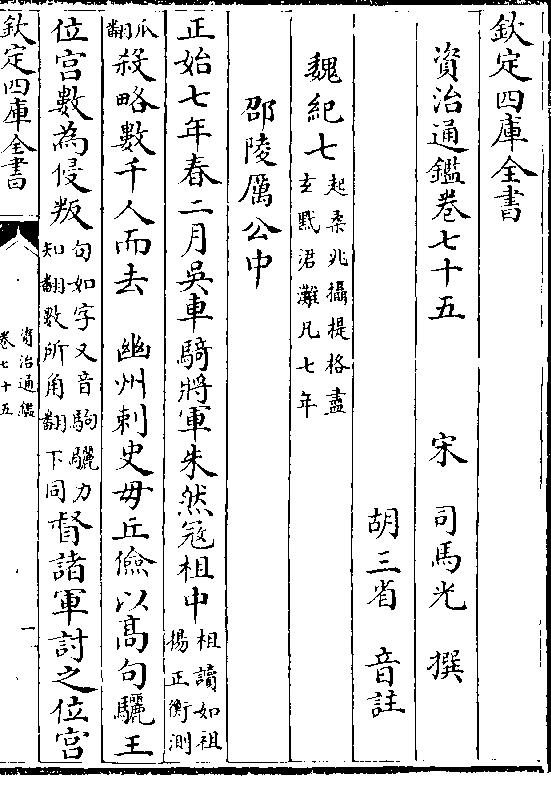 欽定四庫全書
資治通鑑卷七十五
宋 司馬光 撰
胡三省 音註
魏紀七起柔兆攝提格盡
玄黓涒灘凡七年
邵陵厲公中
正始七年春二月吳車騎將軍朱然寇柤中柤讀如祖
楊正衡測
爪翻殺略數千人而去 幽州刺史毋丘儉以高句驪王
位宮數為侵叛句如字又音駒驪力
知翻數所角翻下同督諸軍討之位宮
欽定四庫全書
資治通鑑
卷七十五
一